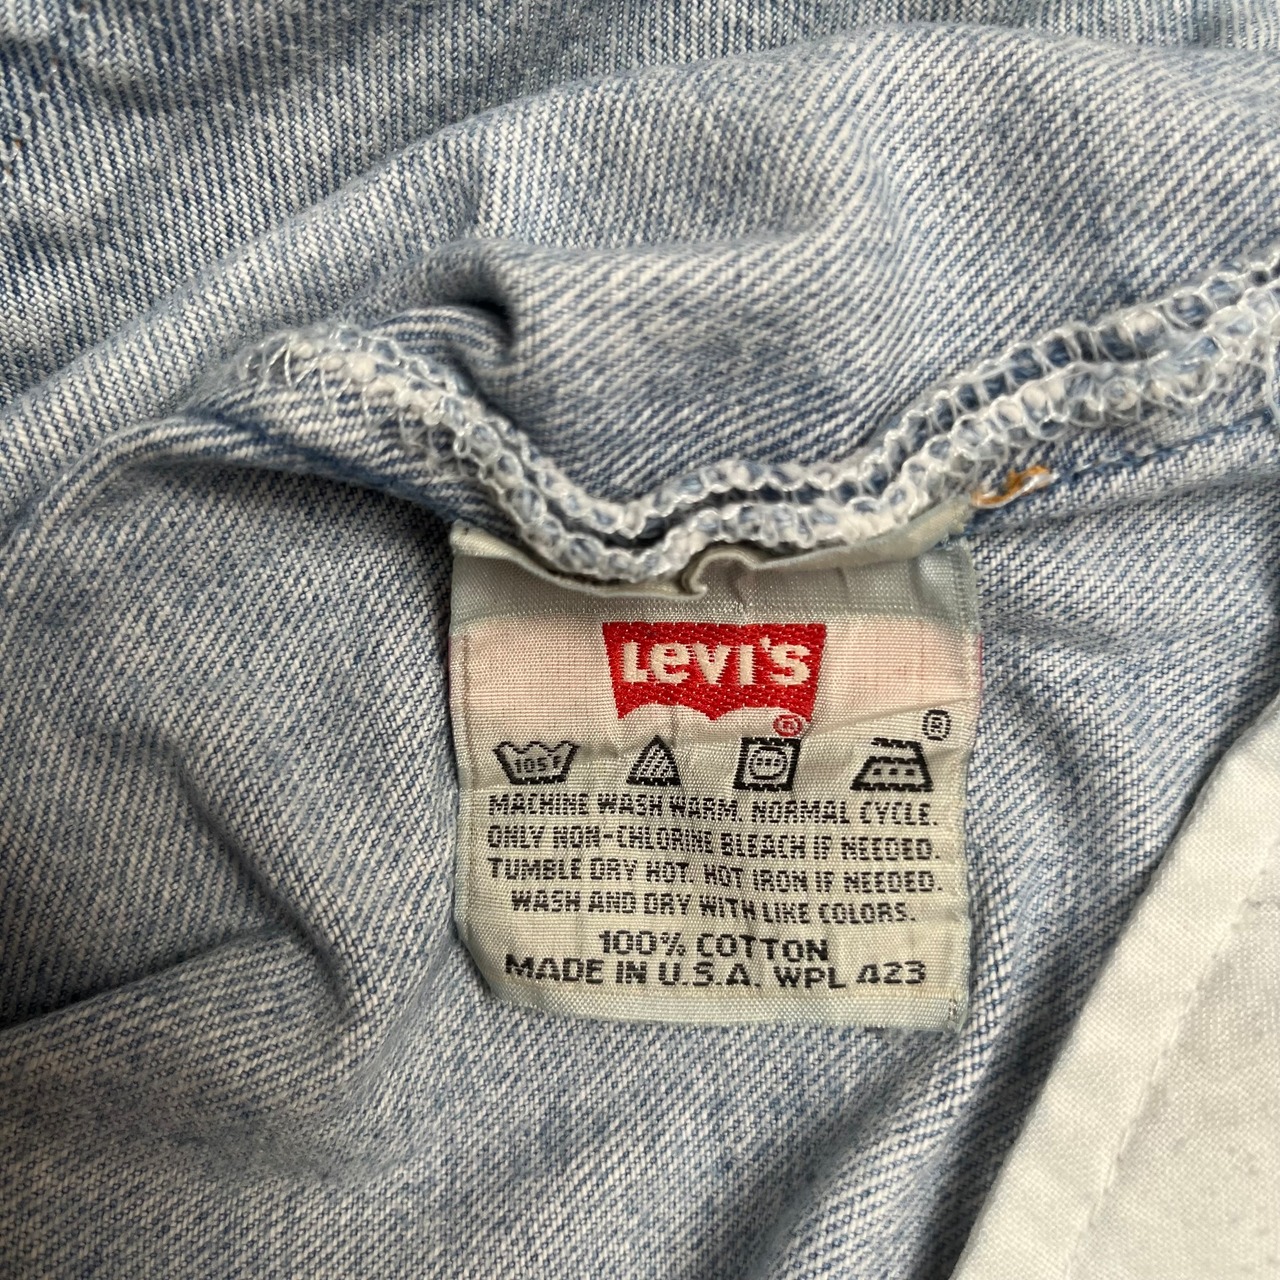 Levi's
®
®
105F
MACHINE WASH WARM, NORMAL CYCLE.
ONLY NON-CHLORINE BLEACH IF NEEDED.
TUMBLE DRY HOT. HOT IRON IF NEEDED.
WASH AND DRY WITH LIKE COLORS.
100% COTTON
MADE IN U.S.A. WPL 423